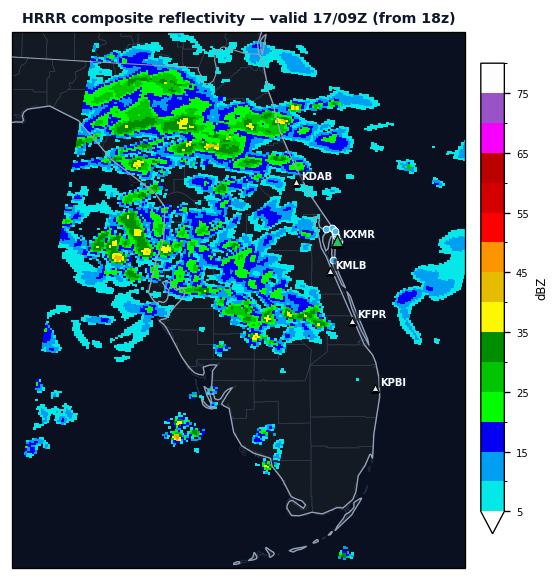 HRRR composite reflectivity — valid 17/09Z (from 18z)
KDAB
KXMR
KMLB
KFPR
KPBI
75
65
55
45
35
25
15
5
dBZ